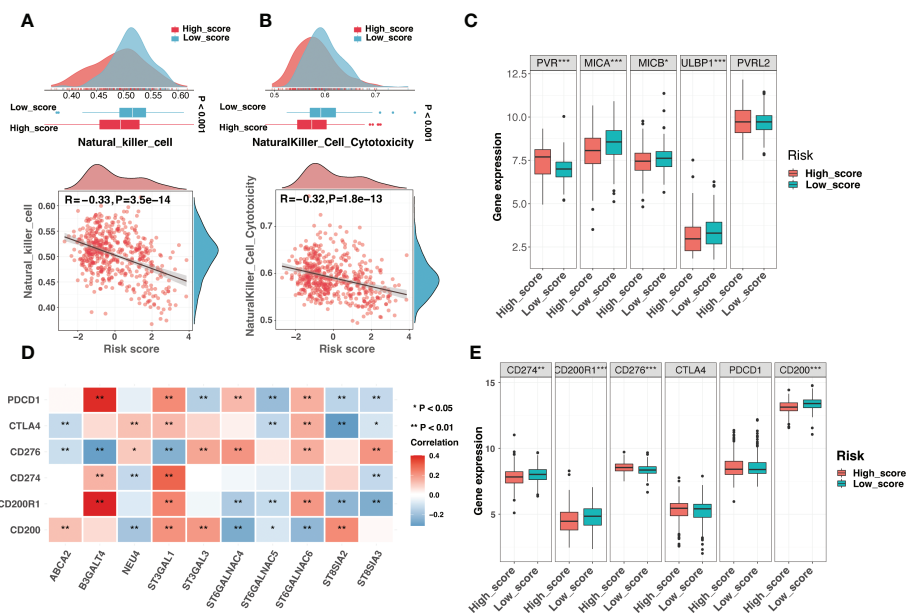 A
High_score
Low_score
0.40 0.45 0.50 0.55 0.60
Low_score
High_score
P < 0.001
Natural_killer_cell
R=−0.33,P=3.5e−14
Natural_killer_cell
0.60
0.55
0.50
0.45
0.40
−2 0 2 4
Risk score
B
High_score
Low_score
0.5 0.6 0.7
Low_score
High_score
P < 0.001
NaturalKiller_Cell_Cytotoxicity
R=−0.32,P=1.8e−13
NaturalKiller_Cell_Cytotoxicity
0.7
0.6
0.5
−2 0 2 4
Risk score
C
PVR*** MICA*** MICB* ULBP1*** PVRL2
Gene expression
12.5
10.0
7.5
5.0
2.5
High_score Low_score High_score Low_score High_score Low_score High_score Low_score High_score Low_score
Risk
High_score
Low_score
D
PDCD1 ** ** ** ** ** ** ** **
CTLA4 ** ** ** ** ** ** *
CD276 ** ** * ** ** ** ** **
CD274 ** ** ** **
CD200R1 ** ** ** ** ** ** **
CD200 ** ** ** ** ** * ** **
ABCA2 B3GALT4 NEU4 ST3GAL1 ST3GAL3 ST6GALNAC4 ST6GALNAC5 ST6GALNAC6 ST8SIA2 ST8SIA3
* P < 0.05
** P < 0.01
Correlation
0.4
0.2
0.0
−0.2
E
CD274** CD200R1*** CD276*** CTLA4 PDCD1 CD200***
Gene expression
15
10
5
High_score Low_score High_score Low_score High_score Low_score High_score Low_score High_score Low_score High_score Low_score
Risk
High_score
Low_score